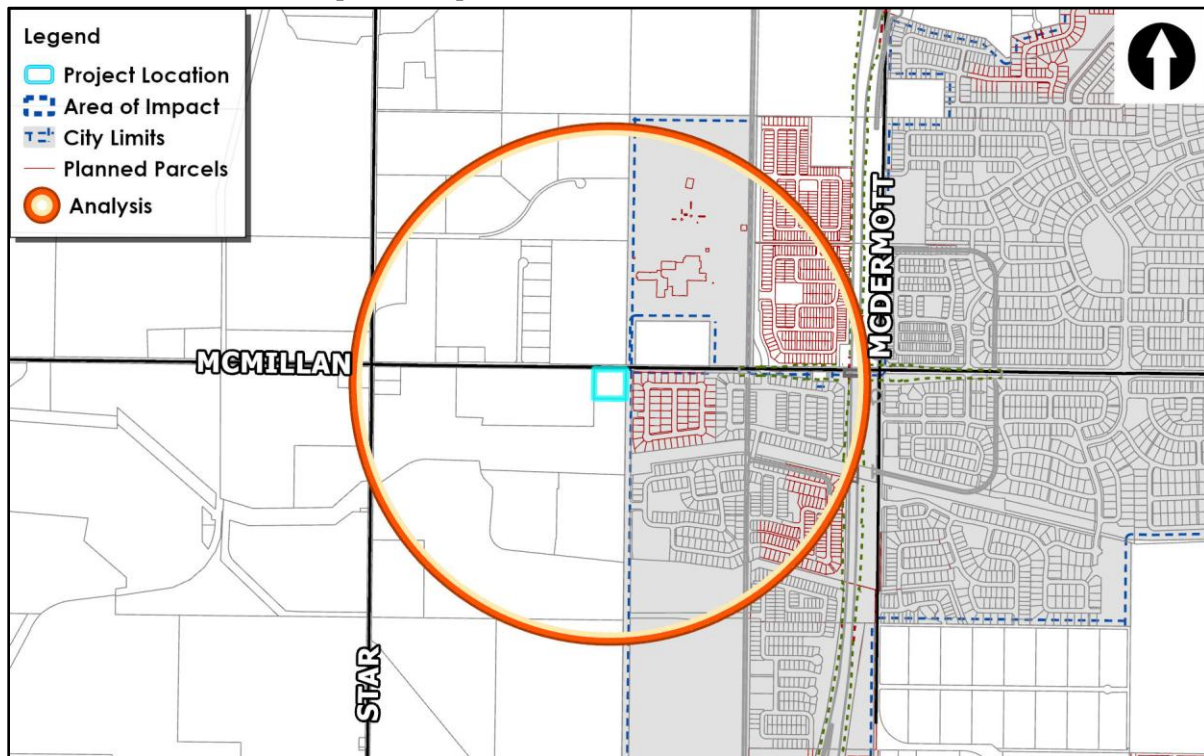 Legend
Project Location
Area of Impact
City Limits
Planned Parcels
Analysis
MCDERMOTT
MCMILLAN
STAR